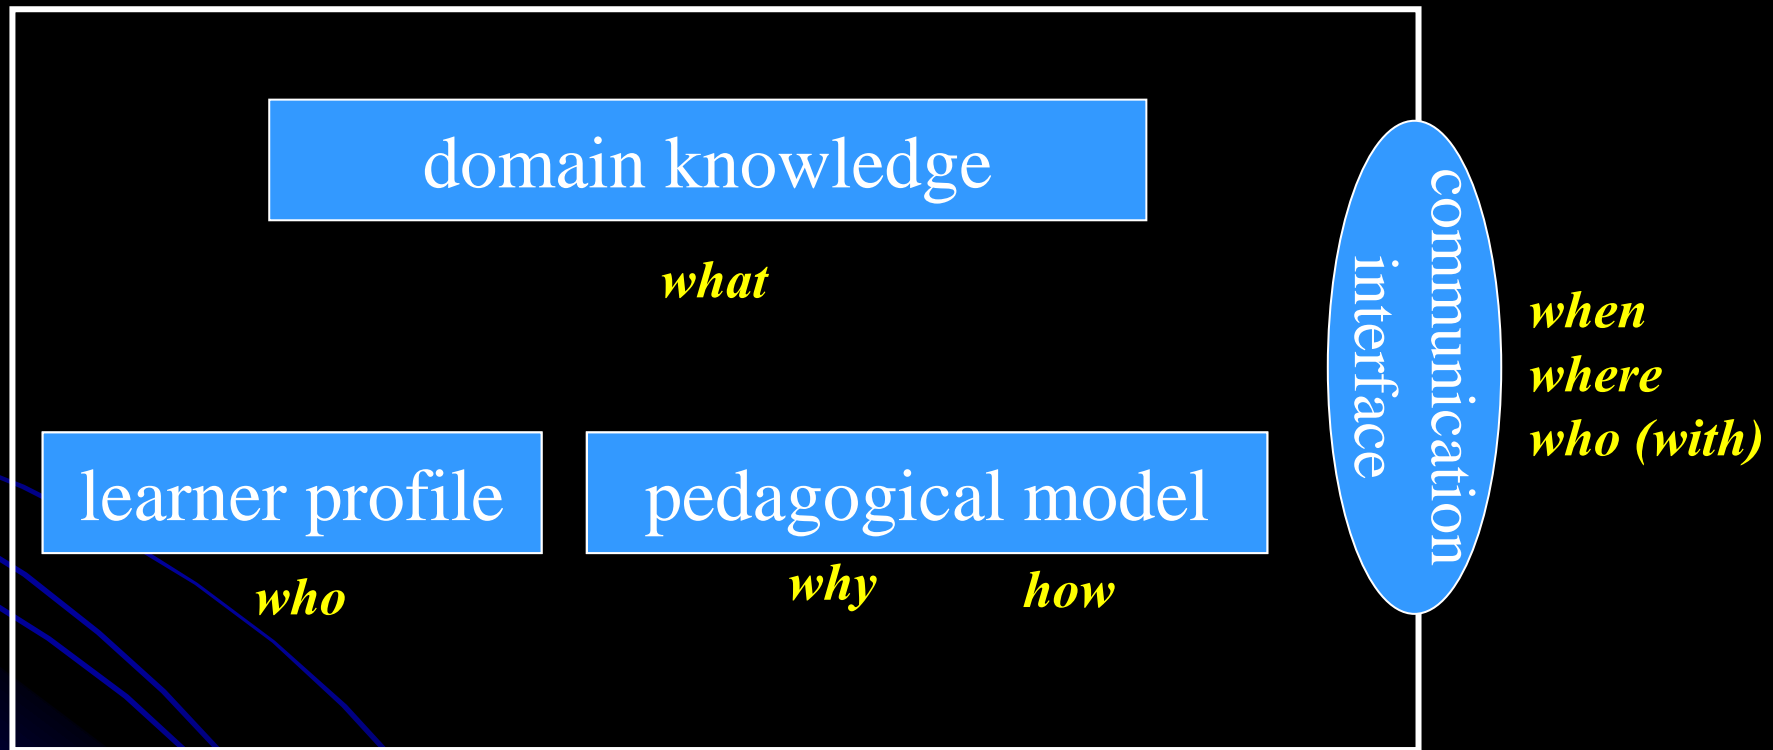 domain knowledge
what
learner profile
who
pedagogical model
why
how
communication
interface
when
where
who (with)